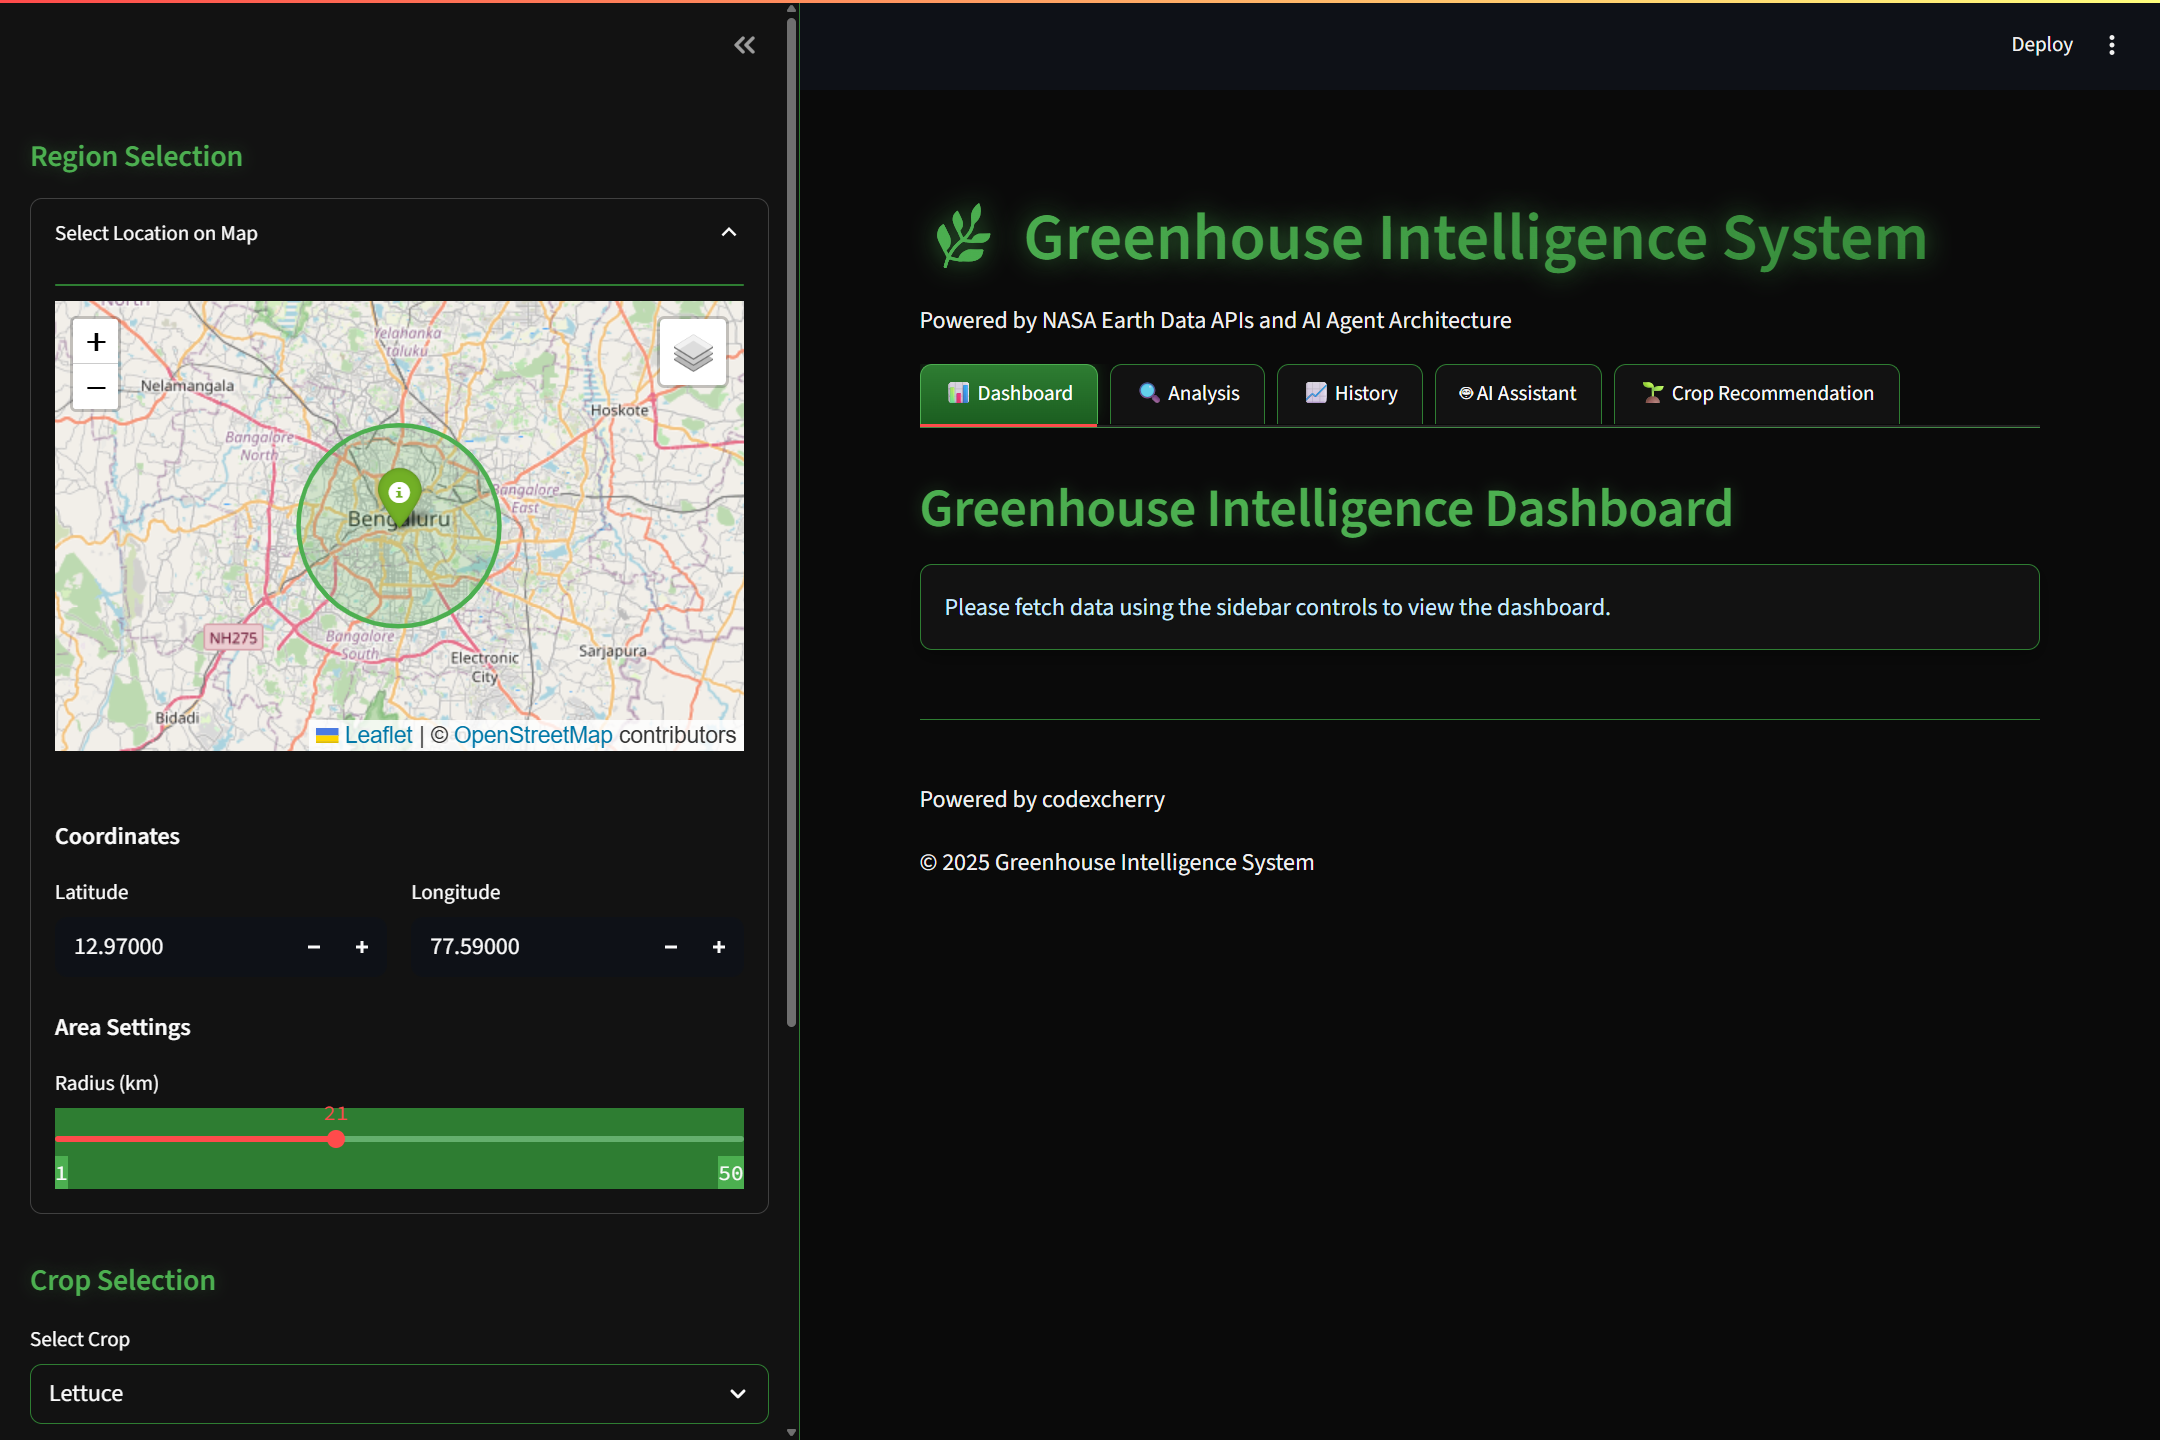 Deploy
Region Selection
Select Location on Map
+
−
Yelahanka
taluku
Nelamangala
Hoskote
Bangalore
North
Bangalore
East
Bengaluru
NH275
Bangalore
South
Electronic
City
Sarjapura
Bidadi
Leaflet | © OpenStreetMap contributors
Coordinates
Latitude
Longitude
12.97000
77.59000
Area Settings
Radius (km)
21
1
50
Crop Selection
Select Crop
Lettuce
Greenhouse Intelligence System
Powered by NASA Earth Data APIs and AI Agent Architecture
Dashboard
Analysis
History
AI Assistant
Crop Recommendation
Greenhouse Intelligence Dashboard
Please fetch data using the sidebar controls to view the dashboard.
Powered by codexcherry
© 2025 Greenhouse Intelligence System